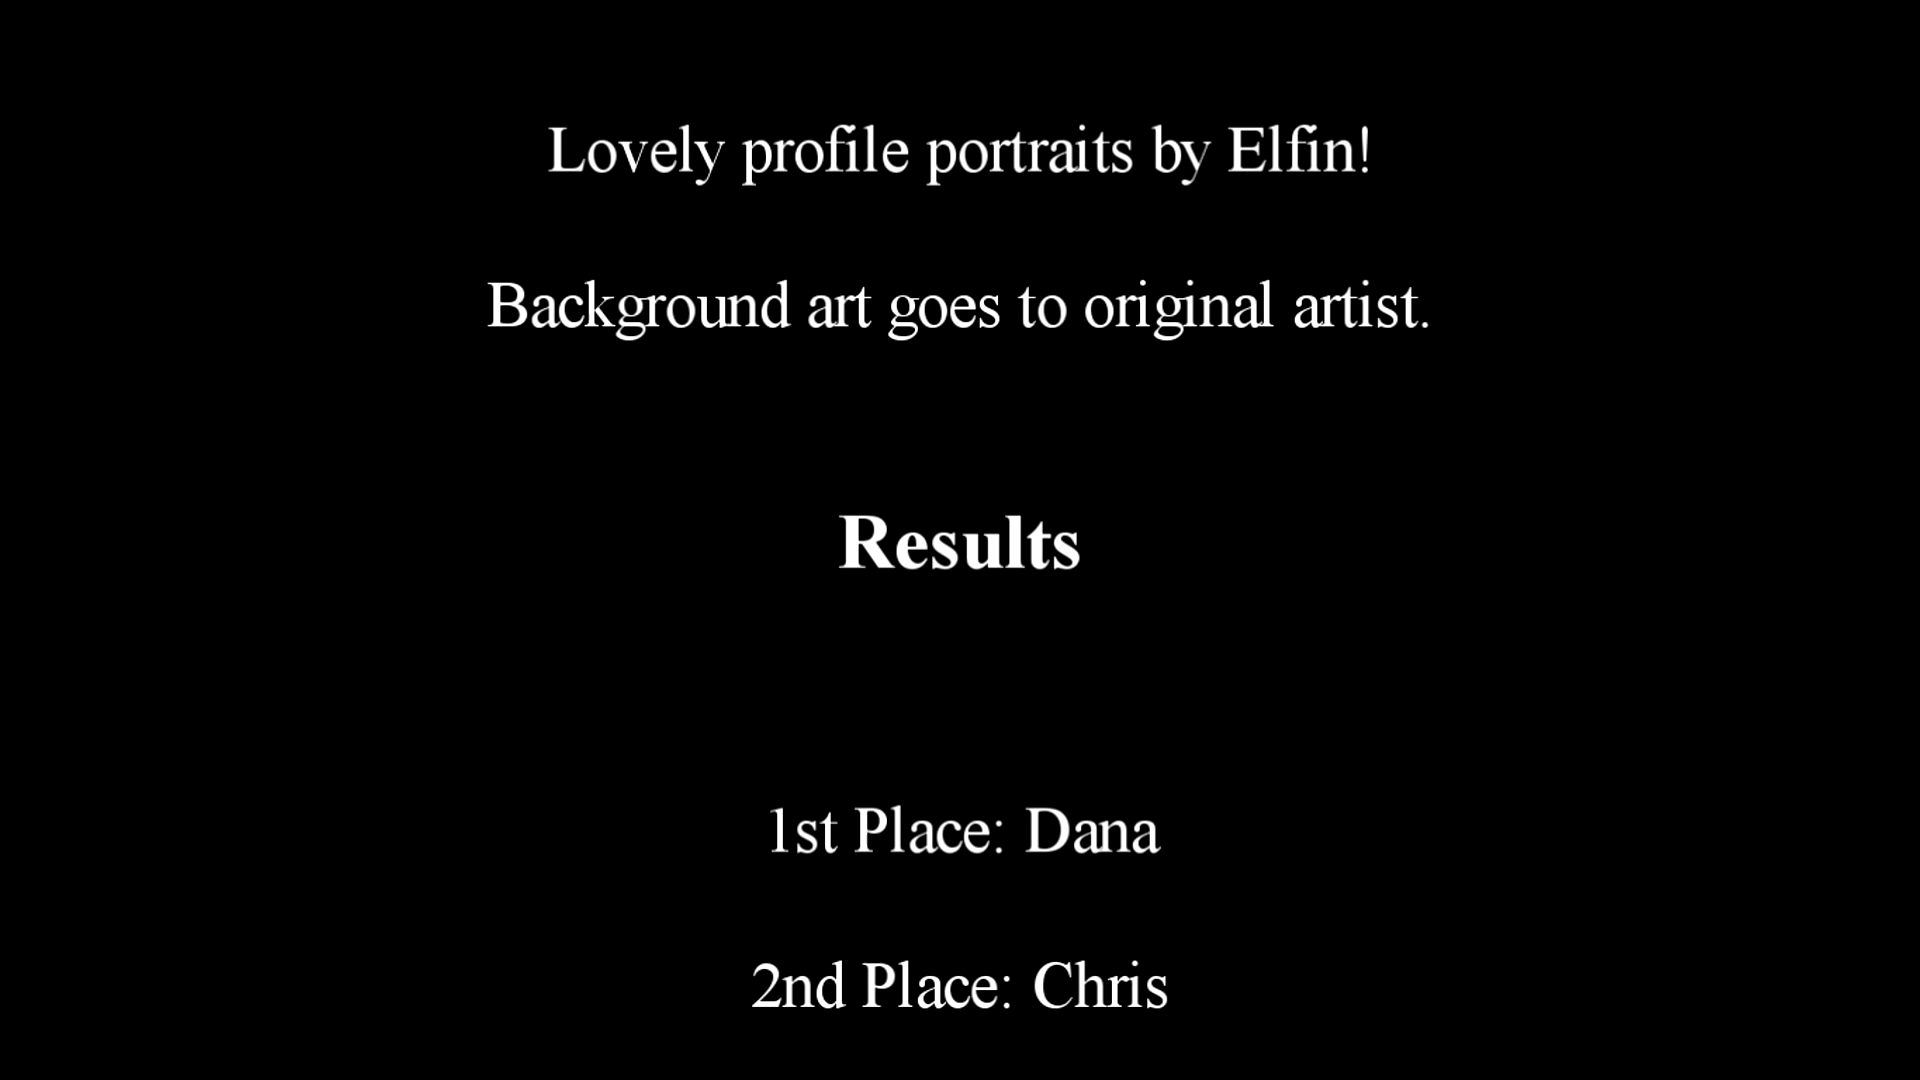 Lovely profile portraits by Elfin!
Background art goes to original artist.
Results
1st Place: Dana
2nd Place: Chris